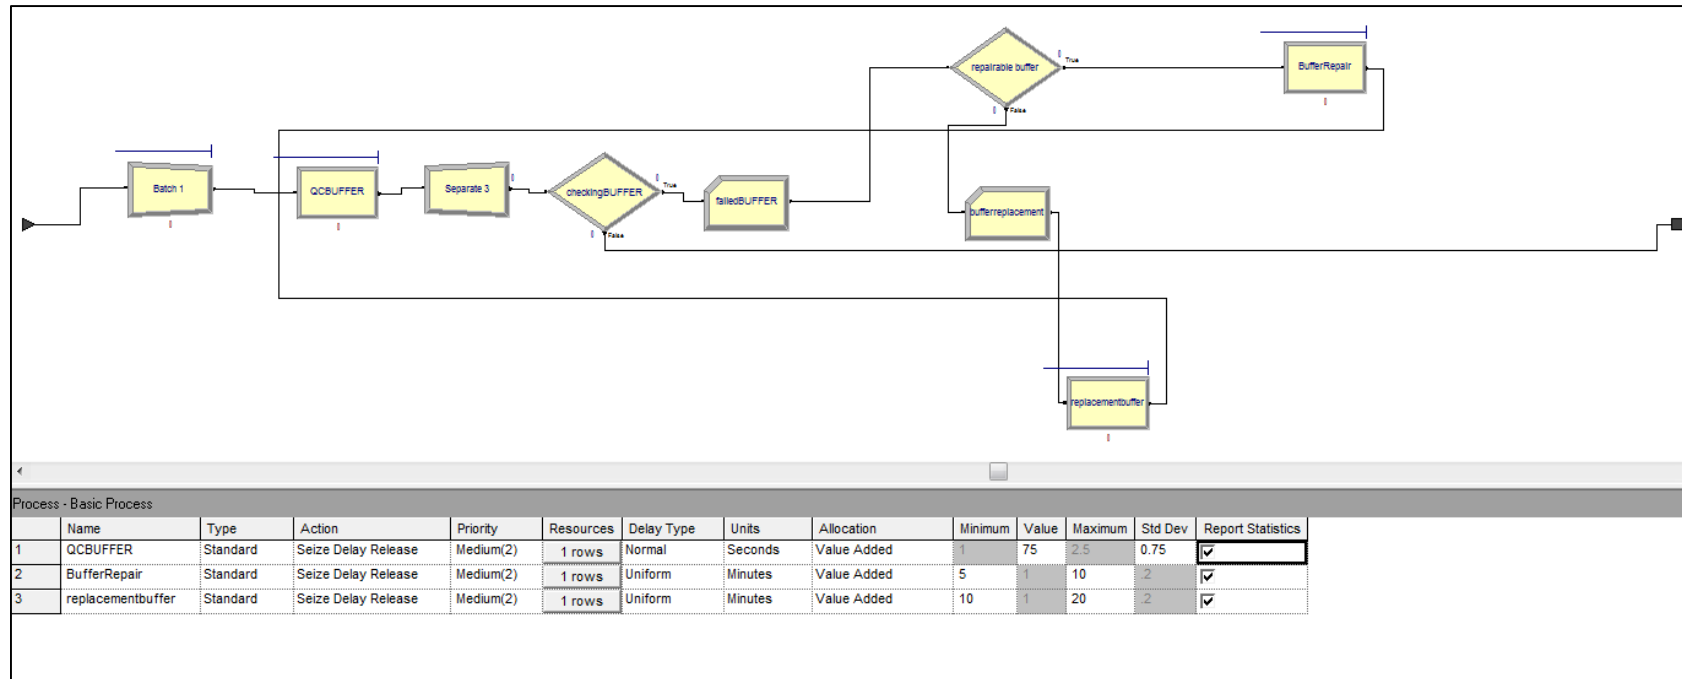 repairable buffer
True
False
BufferRepair
Batch 1
QCBUFFER
Separate 3
checkingBUFFER
True
False
failedBUFFER
bufferreplacement
replacementbuffer
Process - Basic Process
Name Type Action Priority Resources Delay Type Units Allocation Minimum Value Maximum Std Dev Report Statistics
1 QCBUFFER Standard Seize Delay Release Medium(2) 1 rows Normal Seconds Value Added 1 75 2.5 0.75
2 BufferRepair Standard Seize Delay Release Medium(2) 1 rows Uniform Minutes Value Added 5 1 10 .2
3 replacementbuffer Standard Seize Delay Release Medium(2) 1 rows Uniform Minutes Value Added 10 1 20 .2